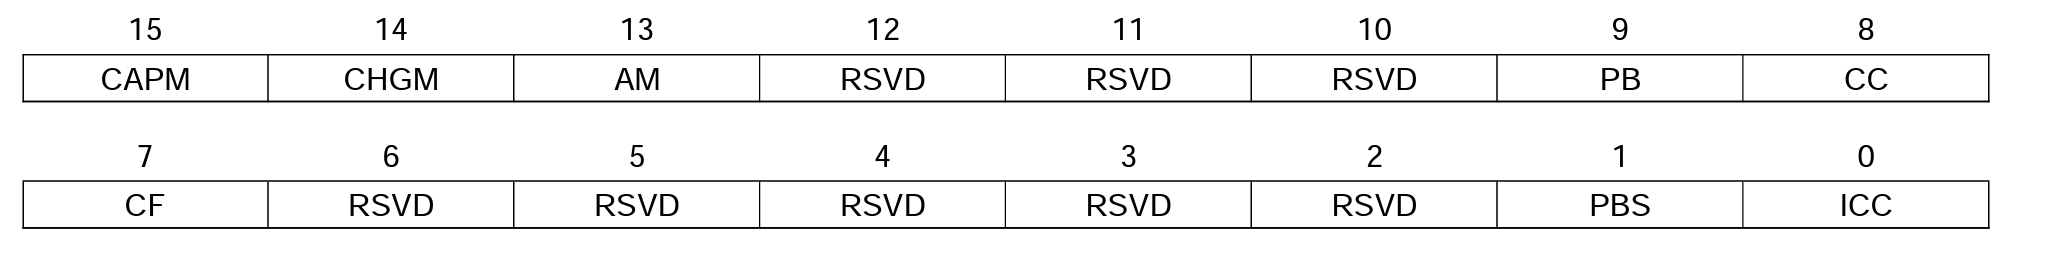 15 14 13 12 11 10 9 8
CAPM CHGM AM RSVD RSVD RSVD PB CC
7 6 5 4 3 2 1 0
CF RSVD RSVD RSVD RSVD RSVD PBS ICC